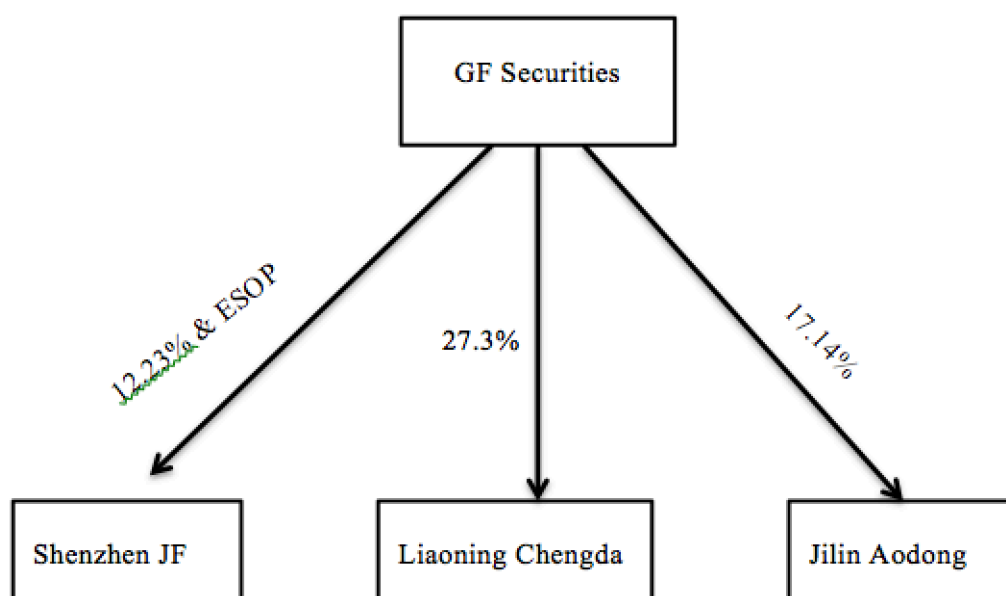 GF Securities
12.23% & ESOP
27.3%
17.14%
Shenzhen JF
Liaoning Chengda
Jilin Aodong